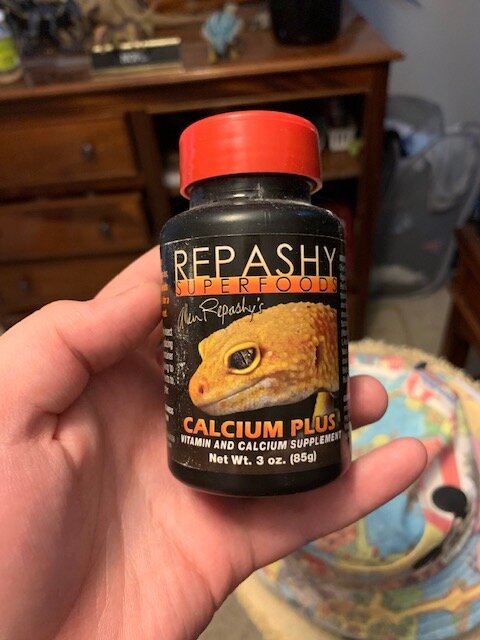 REPASHY
SUPERFOODS
Allen Repashy's
CALCIUM PLUS
VITAMIN AND CALCIUM SUPPLEMENT
Net Wt. 3 oz. (85g)